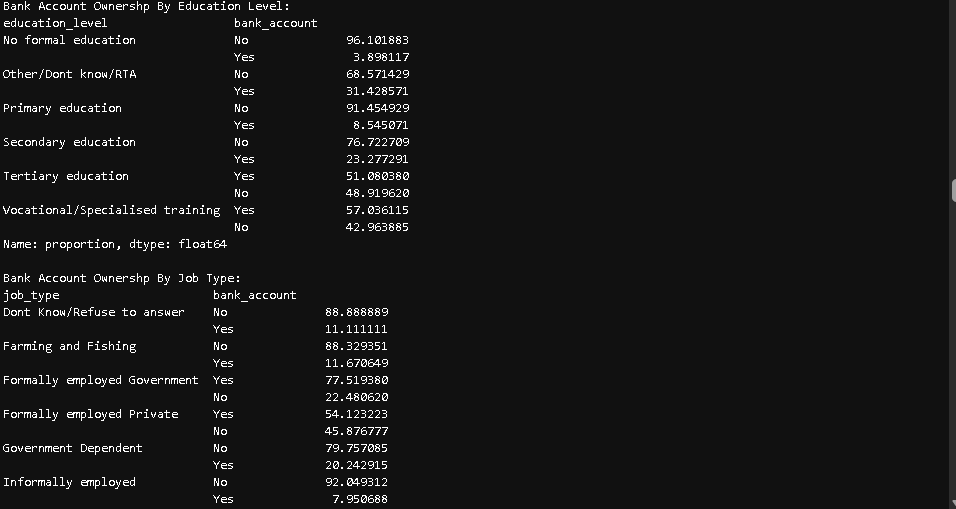 Bank Account Ownershp By Education Level:
education_level                  bank_account
No formal education              No              96.101883
                                 Yes              3.898117
Other/Dont know/RTA              No              68.571429
                                 Yes             31.428571
Primary education                No              91.454929
                                 Yes              8.545071
Secondary education              No              76.722709
                                 Yes             23.277291
Tertiary education               Yes             51.080380
                                 No              48.919620
Vocational/Specialised training  Yes             57.036115
                                 No              42.963885
Name: proportion, dtype: float64

Bank Account Ownershp By Job Type:
job_type                      bank_account
Dont Know/Refuse to answer    No              88.888889
                              Yes             11.111111
Farming and Fishing           No              88.329351
                              Yes             11.670649
Formally employed Government  Yes             77.519380
                              No              22.480620
Formally employed Private     Yes             54.123223
                              No              45.876777
Government Dependent          No              79.757085
                              Yes             20.242915
Informally employed           No              92.049312
                              Yes              7.950688